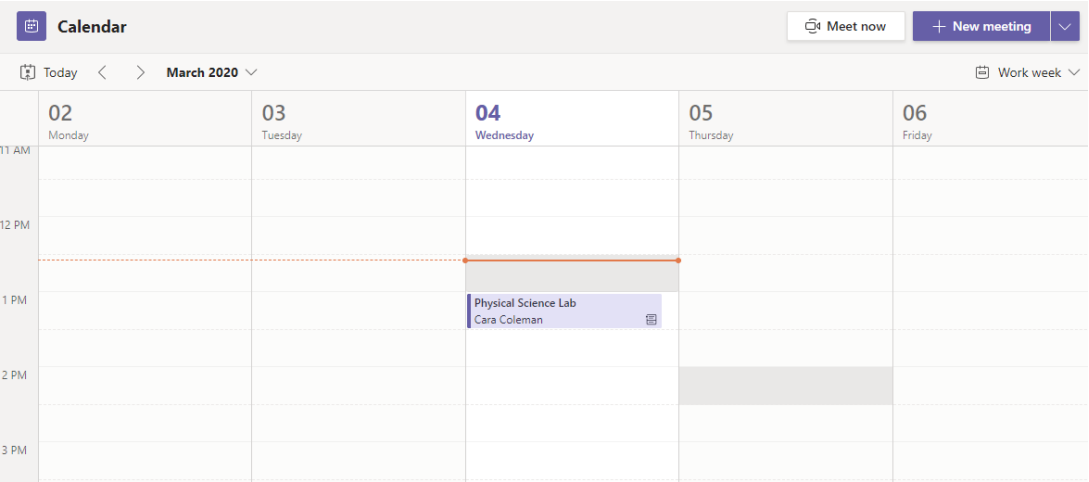 Calendar
Meet now
New meeting
Today
March 2020
Work week
02
03
04
05
06
Monday
Tuesday
Wednesday
Thursday
Friday
11 AM
12 PM
1 PM
Physical Science Lab
Cara Coleman
2 PM
3 PM